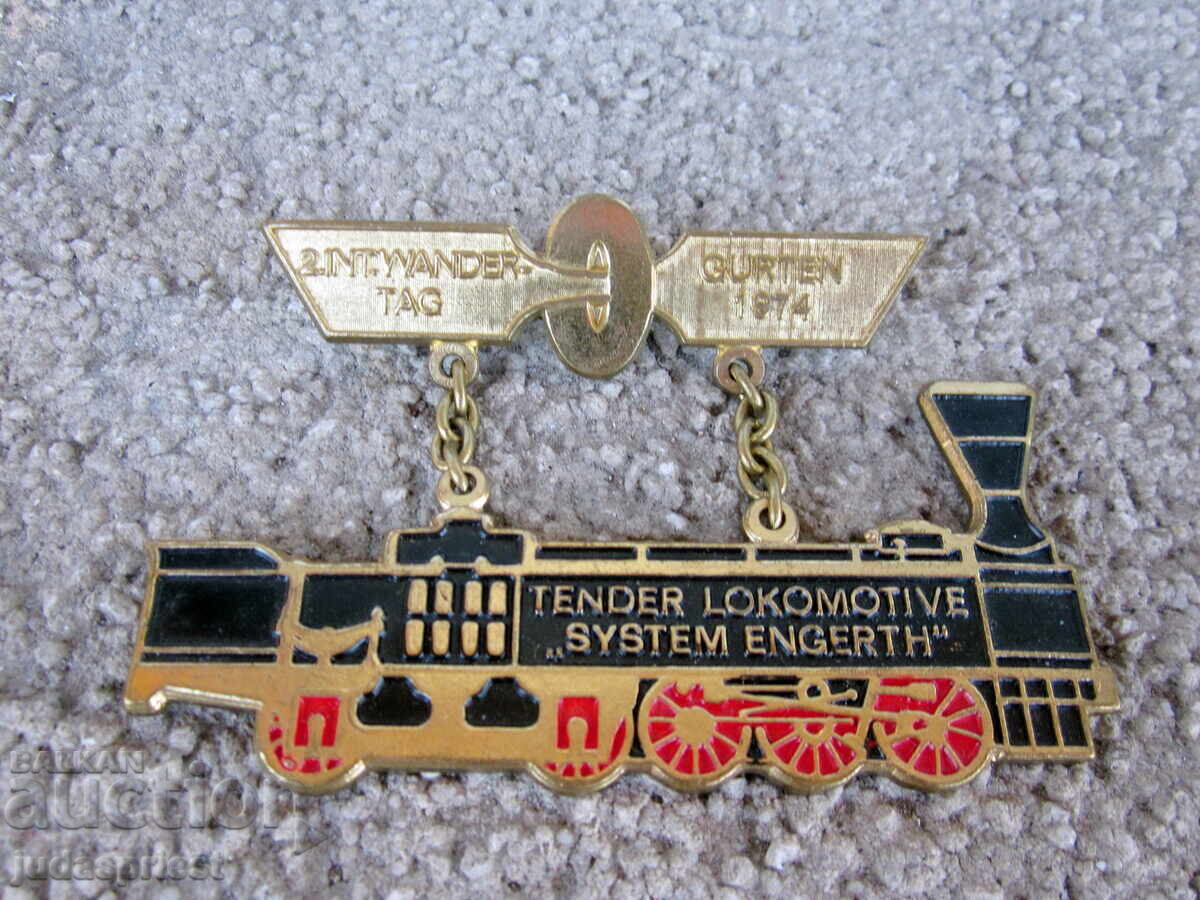 2.INT.WANDER-
TAG
GURTEN
1974
TENDER LOKOMOTIVE
„SYSTEM ENGERTH"
BALKAN
auction
judaspriest